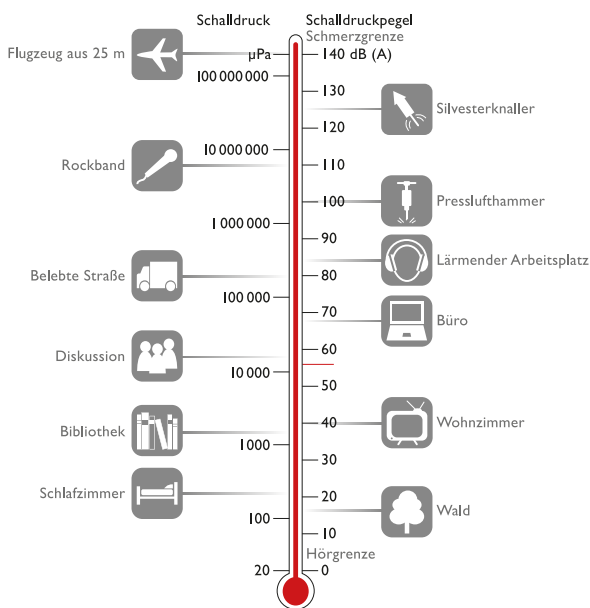 Schalldruck
Schalldruckpegel
Schmerzgrenze
Flugzeug aus 25 m
µPa
140 dB (A)
100 000 000
130
Silvesterknaller
120
10 000 000
110
Rockband
100
Presslufthammer
1 000 000
90
Lärmender Arbeitsplatz
Belebte Straße
80
100 000
70
Büro
Diskussion
60
10 000
50
40
Wohnzimmer
Bibliothek
1 000
30
Schlafzimmer
20
100
Wald
10
Hörgrenze
20
0